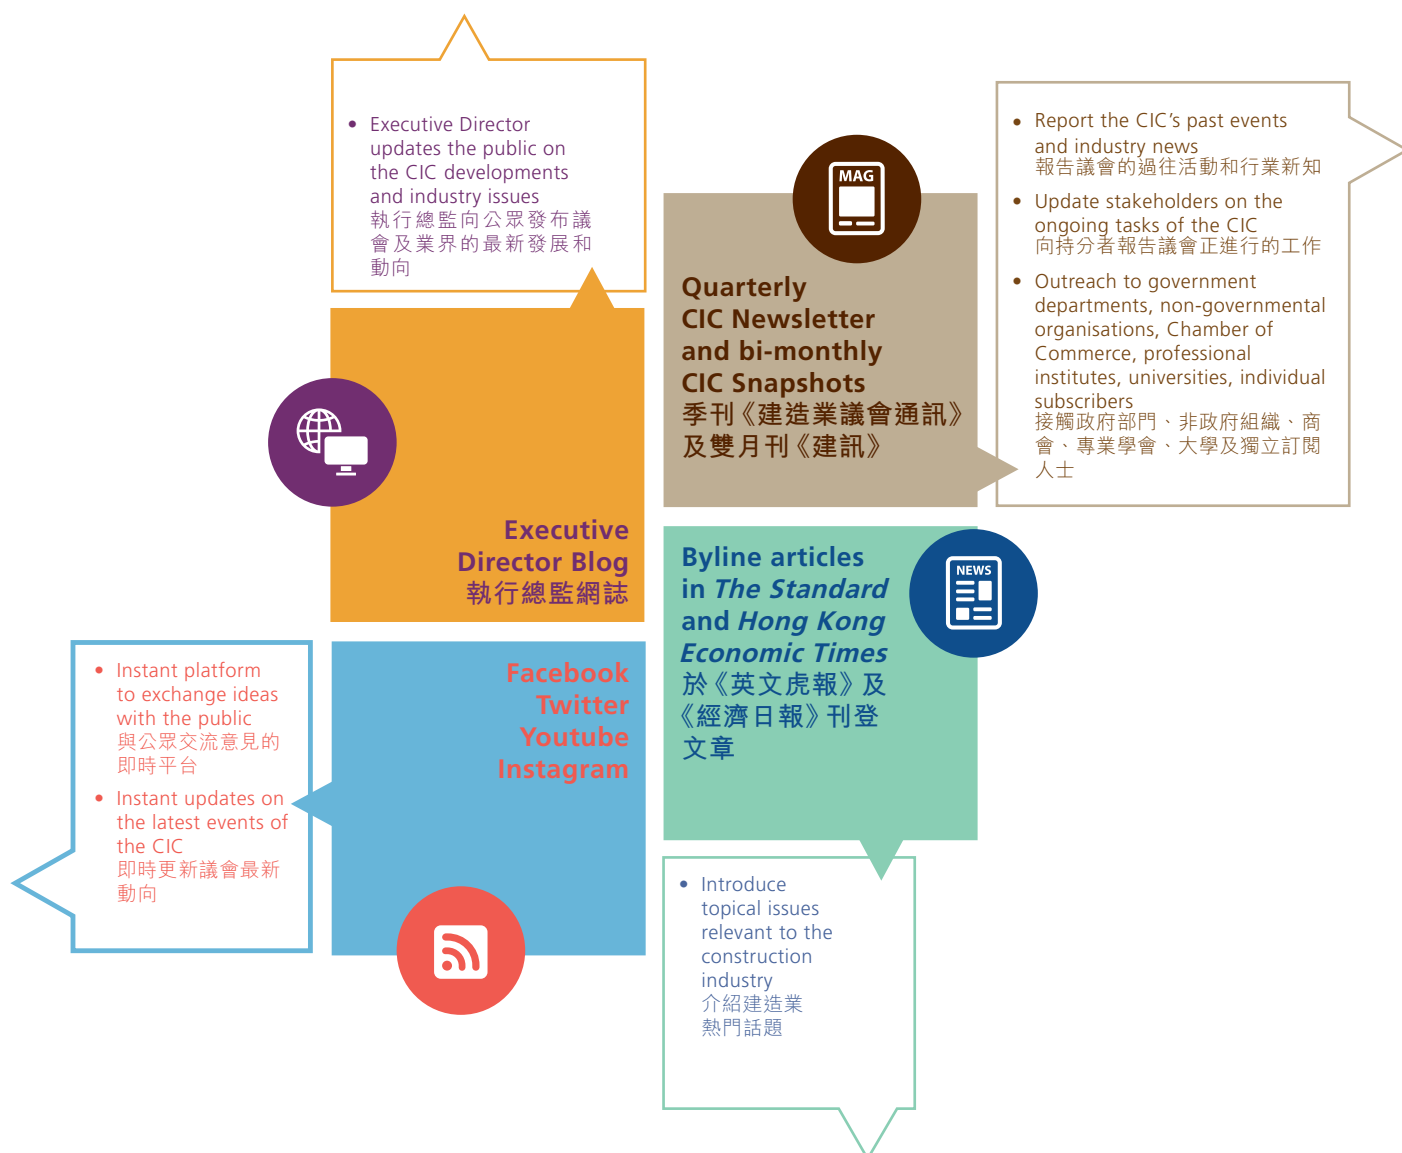 • Executive Director
updates the public on
the CIC developments
and industry issues
執行總監向公眾發布議
會及業界的最新發展和
動向
Executive
Director Blog
執行總監網誌
MAG
Quarterly
CIC Newsletter
and bi-monthly
CIC Snapshots
季刊《建造業議會通訊》
及雙月刊《建訊》
• Report the CIC’s past events
and industry news
報告議會的過往活動和行業新知
• Update stakeholders on the
ongoing tasks of the CIC
向持分者報告議會正進行的工作
• Outreach to government
departments, non-governmental
organisations, Chamber of
Commerce, professional
institutes, universities, individual
subscribers
接觸政府部門、非政府組織、商
會、專業學會、大學及獨立訂閱
人士
Facebook
Twitter
Youtube
Instagram
• Instant platform
to exchange ideas
with the public
與公眾交流意見的
即時平台
• Instant updates on
the latest events of
the CIC
即時更新議會最新
動向
NEWS
Byline articles
in The Standard
and Hong Kong
Economic Times
於《英文虎報》及
《經濟日報》刊登
文章
• Introduce
topical issues
relevant to the
construction
industry
介紹建造業
熱門話題